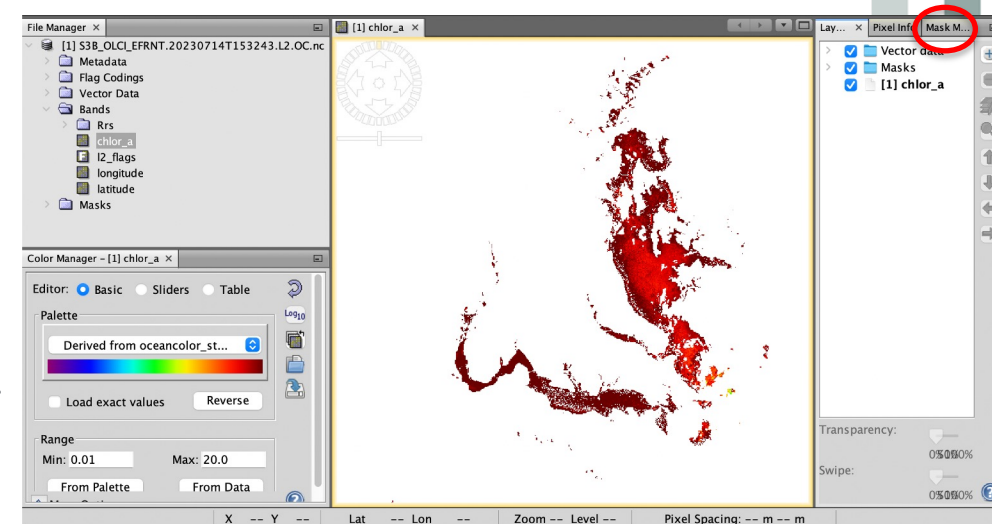 File Manager ×
[1] S3B_OLCI_EFRNT.20230714T153243.L2.OC.nc
Metadata
Flag Codings
Vector Data
Bands
Rrs
chlor_a
F l2_flags
longitude
latitude
Masks
Color Manager - [1] chlor_a ×
Editor: Basic Sliders Table
Palette
Log10
Derived from oceancolor_st...
Load exact values Reverse
Range
Min: 0.01 Max: 20.0
From Palette From Data
[1] chlor_a ×
Lay... × Pixel Info Mask M...
Vector data
Masks
[1] chlor_a
Transparency:
Swipe:
X -- Y -- Lat -- Lon -- Zoom -- Level -- Pixel Spacing: -- m -- m